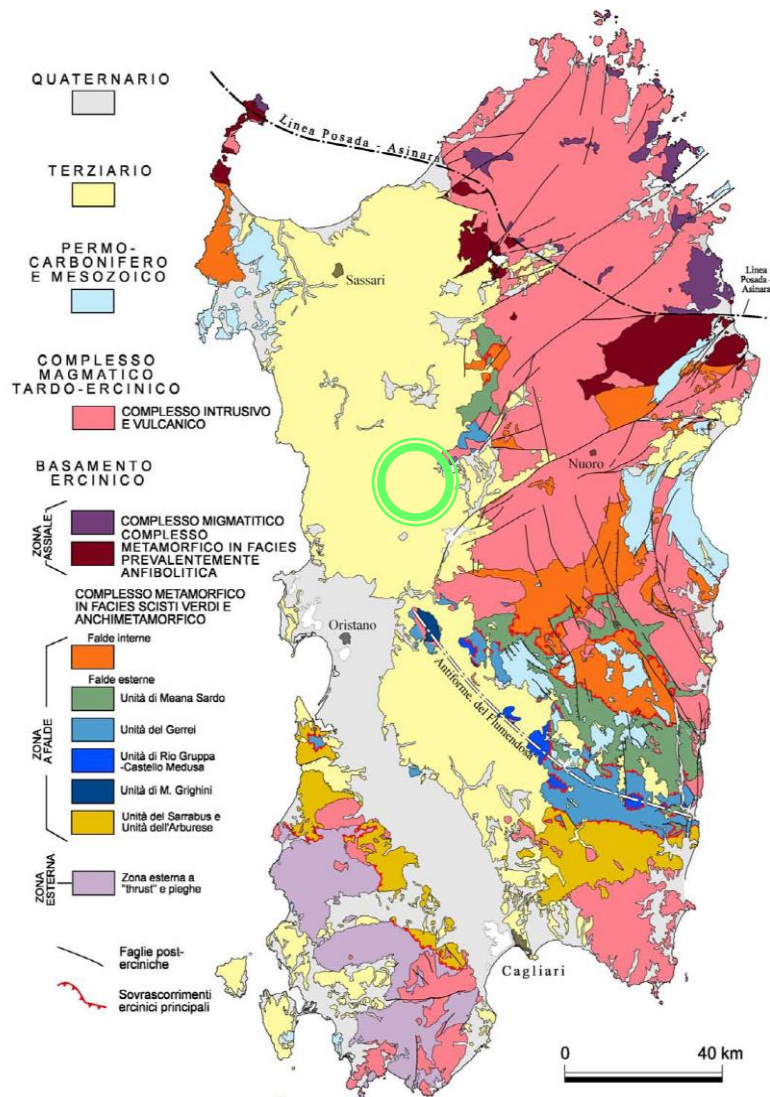 QUATERNARIO
TERZIARIO
PERMO-
CARBONIFERO
E MESOZOICO
COMPLESSO
MAGMATICO
TARDO-ERCINICO
COMPLESSO INTRUSIVO
E VULCANICO
BASAMENTO
ERCINICO
ZONA
ASSIALE
COMPLESSO MIGMATITICO
COMPLESSO
METAMORFICO IN FACIES
PREVALENTEMENTE
ANFIBOLITICA
COMPLESSO METAMORFICO
IN FACIES SCISTI VERDI E
ANCHIMETAMORFICO
ZONA
A FALDE
Falde interne
Falde esterne
Unità di Meana Sardo
Unità del Gerrei
Unità di Rio Gruppa
-Castello Medusa
Unità di M. Grighini
Unità del Sarrabus e
Unità dell'Arburese
ZONA
ESTERNA
Zona esterna a
"thrust" e pieghe
Faglie post-
erciniche
Sovrascorrimenti
ercinici principali
Linea Posada - Asinara
Sassari
Linea
Posada -
Asinara
Nuoro
Oristano
Antiforme del Flumendosa
Cagliari
0 40 km